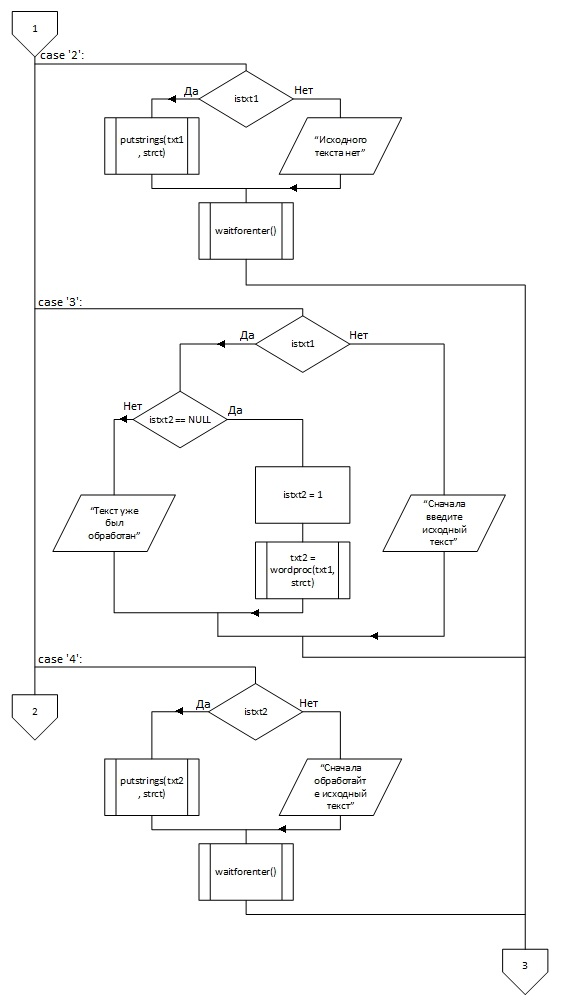 1
case '2':
Да
Нет
istxt1
putstrings(txt1
, strct)
"Исходного
текста нет"
waitforenter()
case '3':
Да
Нет
istxt1
Нет
Да
istxt2 == NULL
istxt2 = 1
"Текст уже
был
обработан"
"Сначала
введите
исходный
текст"
txt2 =
wordproc(txt1,
strct)
case '4':
Да
Нет
istxt2
2
putstrings(txt2
, strct)
"Сначала
обработайт
е исходный
текст"
waitforenter()
3